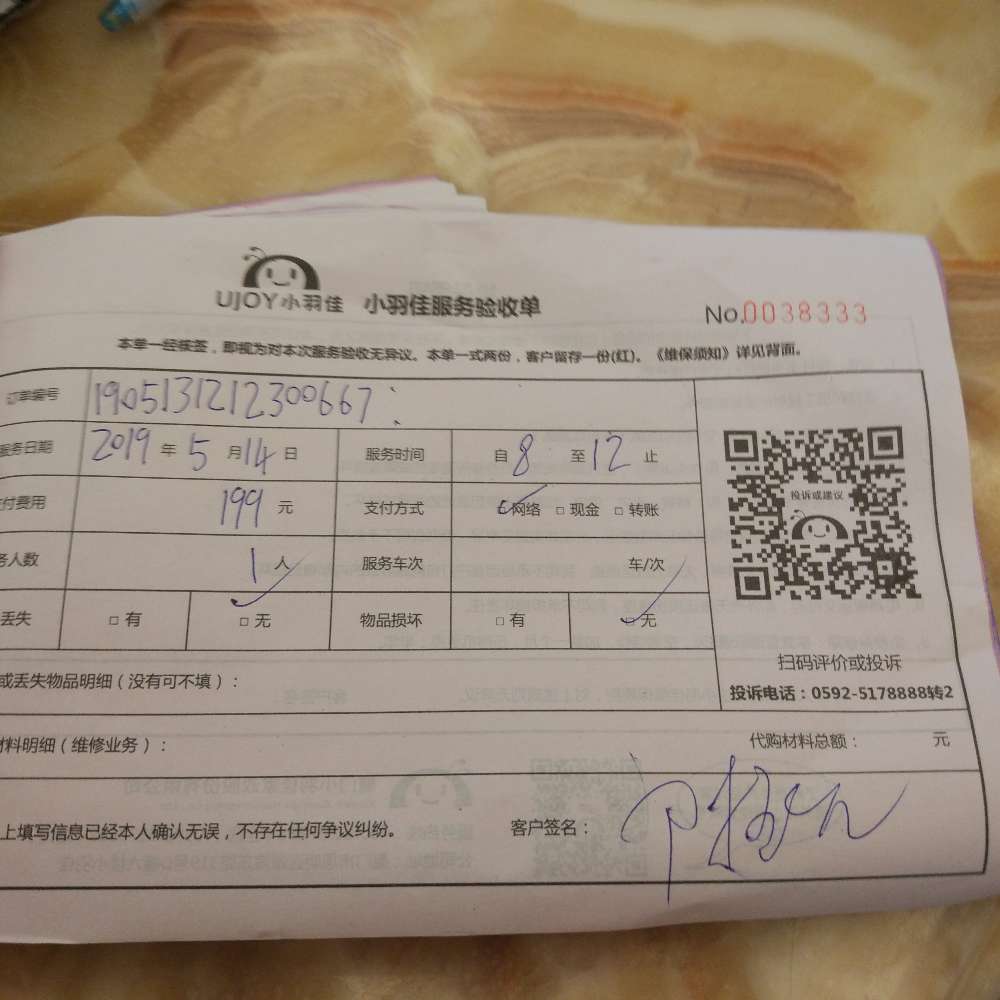 UJOY小羽佳 小羽佳服务验收单 No.0038333
本单一经核签，即视为对本次服务验收无异议。本单一式两份，客户留存一份(红)。《维保须知》详见背面。
订单编号 1905131212300667
服务日期 2019 年 5 月 14 日 服务时间 自 8 至 12 止
付费用 199 元 支付方式 网络 □ 现金 □ 转账
务人数 1 人 服务车次 车/次
丢失 □ 有 □ 无 物品损坏 □ 有 无
投诉或建议
扫码评价或投诉
投诉电话：0592-5178888转2
或丢失物品明细（没有可不填）：
材料明细（维修业务）： 代购材料总额： 元
上填写信息已经本人确认无误，不存在任何争议纠纷。 客户签名：